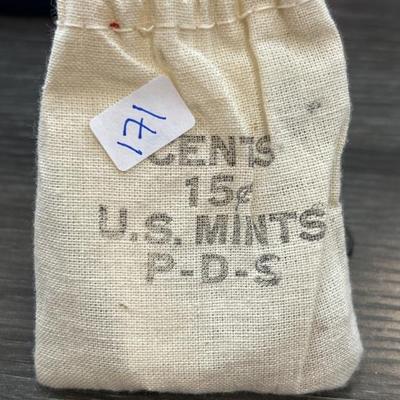 171
CENTS
15¢
U.S. MINTS
P-D-S